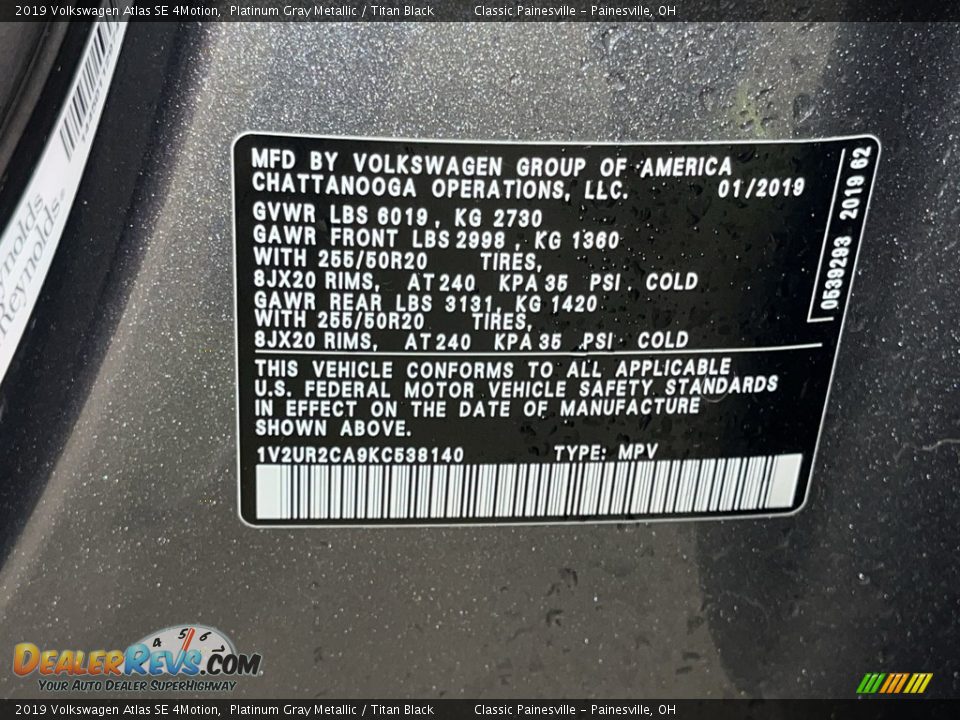 2019 Volkswagen Atlas SE 4Motion, Platinum Gray Metallic / Titan Black Classic Painesville - Painesville, OH
MFD BY VOLKSWAGEN GROUP OF AMERICA
CHATTANOOGA OPERATIONS, LLC. 01/2019
GVWR LBS 6019, KG 2730
GAWR FRONT LBS 2998, KG 1360
WITH 255/50R20 TIRES,
8JX20 RIMS, AT 240 KPA 35 PSI, COLD
GAWR REAR LBS 3131, KG 1420
WITH 255/50R20 TIRES,
8JX20 RIMS, AT 240 KPA 35 PSI COLD
THIS VEHICLE CONFORMS TO ALL APPLICABLE
U.S. FEDERAL MOTOR VEHICLE SAFETY STANDARDS
IN EFFECT ON THE DATE OF MANUFACTURE
SHOWN ABOVE.
1V2UR2CA9KC538140 TYPE: MPV
0539293 2019 62
Reynolds
4 5 6
DEALERREVS.COM
YOUR AUTO DEALER SUPERHIGHWAY
2019 Volkswagen Atlas SE 4Motion, Platinum Gray Metallic / Titan Black Classic Painesville - Painesville, OH